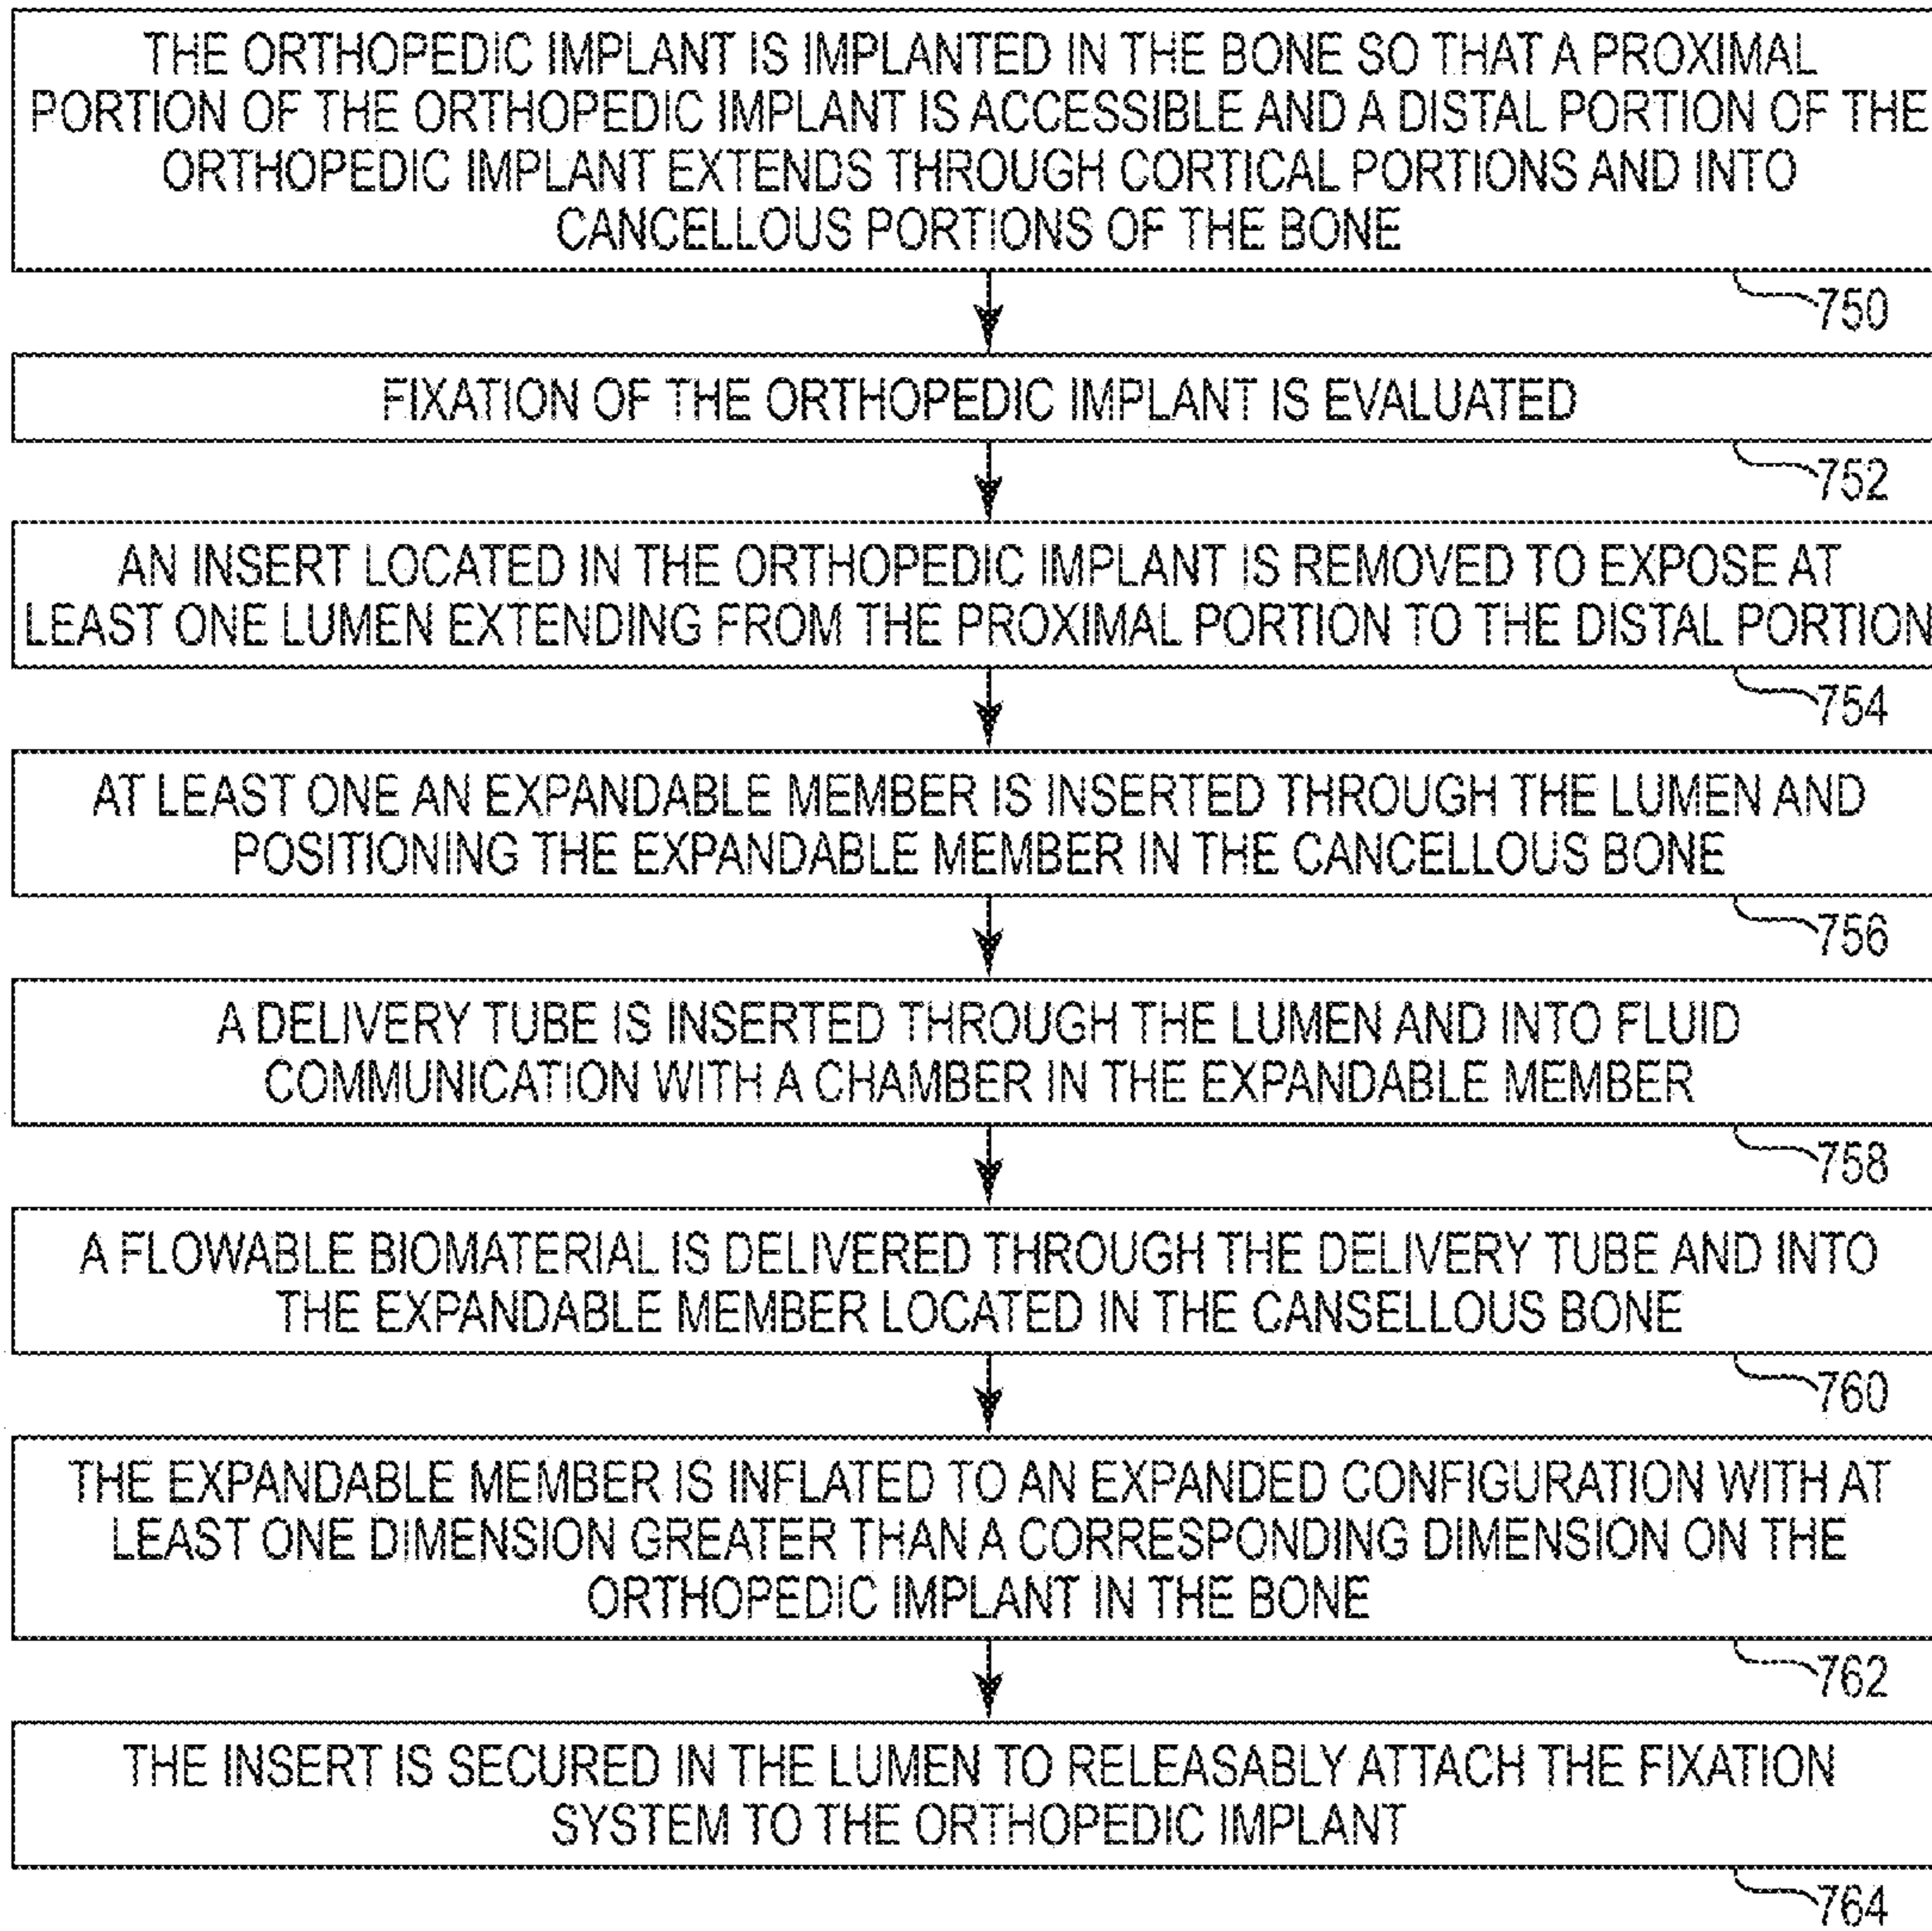 THE ORTHOPEDIC IMPLANT IS IMPLANTED IN THE BONE SO THAT A PROXIMAL
PORTION OF THE ORTHOPEDIC IMPLANT IS ACCESSIBLE AND A DISTAL PORTION OF THE
ORTHOPEDIC IMPLANT EXTENDS THROUGH CORTICAL PORTIONS AND INTO
CANCELLOUS PORTIONS OF THE BONE
750
FIXATION OF THE ORTHOPEDIC IMPLANT IS EVALUATED
752
AN INSERT LOCATED IN THE ORTHOPEDIC IMPLANT IS REMOVED TO EXPOSE AT
LEAST ONE LUMEN EXTENDING FROM THE PROXIMAL PORTION TO THE DISTAL PORTION
754
AT LEAST ONE AN EXPANDABLE MEMBER IS INSERTED THROUGH THE LUMEN AND
POSITIONING THE EXPANDABLE MEMBER IN THE CANCELLOUS BONE
756
A DELIVERY TUBE IS INSERTED THROUGH THE LUMEN AND INTO FLUID
COMMUNICATION WITH A CHAMBER IN THE EXPANDABLE MEMBER
758
A FLOWABLE BIOMATERIAL IS DELIVERED THROUGH THE DELIVERY TUBE AND INTO
THE EXPANDABLE MEMBER LOCATED IN THE CANSELLOUS BONE
760
THE EXPANDABLE MEMBER IS INFLATED TO AN EXPANDED CONFIGURATION WITH AT
LEAST ONE DIMENSION GREATER THAN A CORRESPONDING DIMENSION ON THE
ORTHOPEDIC IMPLANT IN THE BONE
762
THE INSERT IS SECURED IN THE LUMEN TO RELEASABLY ATTACH THE FIXATION
SYSTEM TO THE ORTHOPEDIC IMPLANT
764